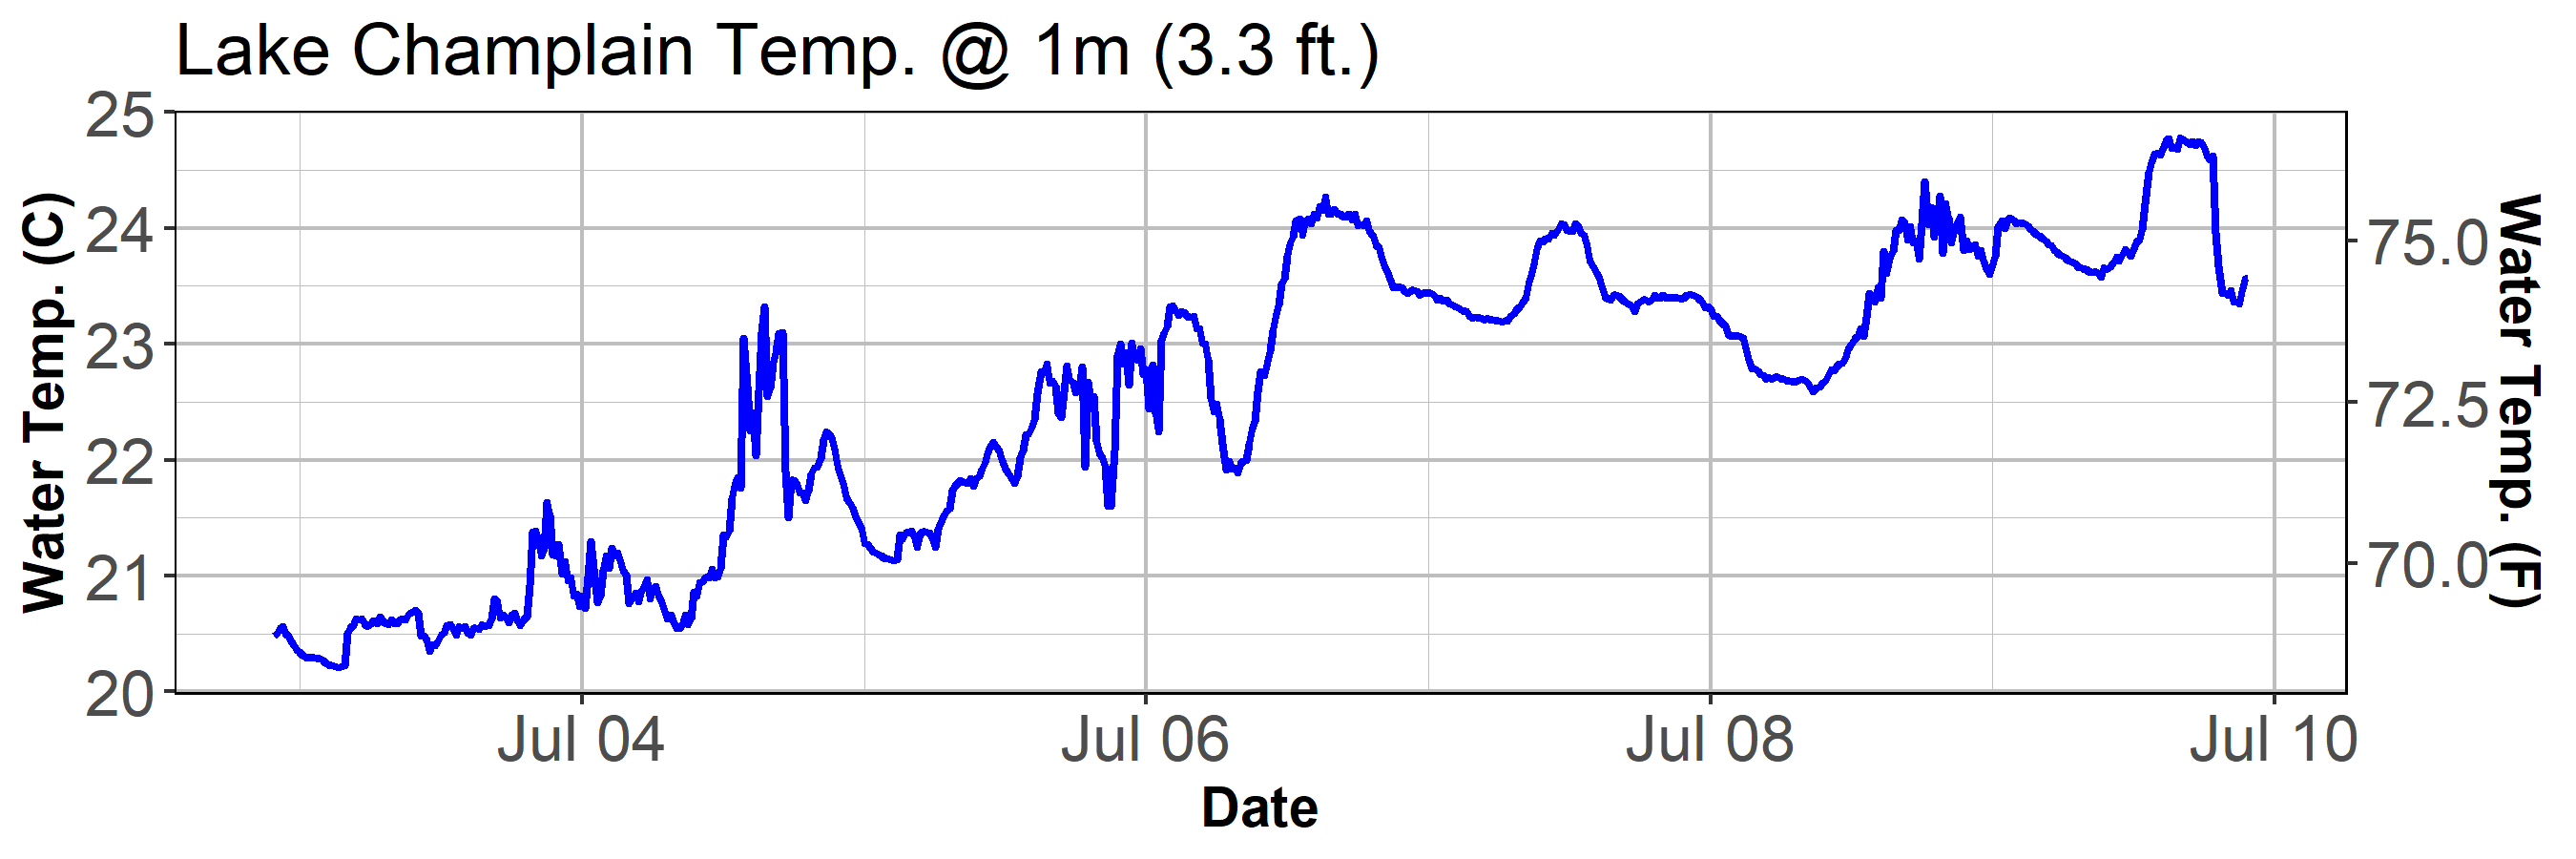 Lake Champlain Temp. @ 1m (3.3 ft.)
Water Temp. (C)
25
24
23
22
21
20
75.0
72.5
70.0
Water Temp. (F)
Jul 04 Jul 06 Jul 08 Jul 10
Date